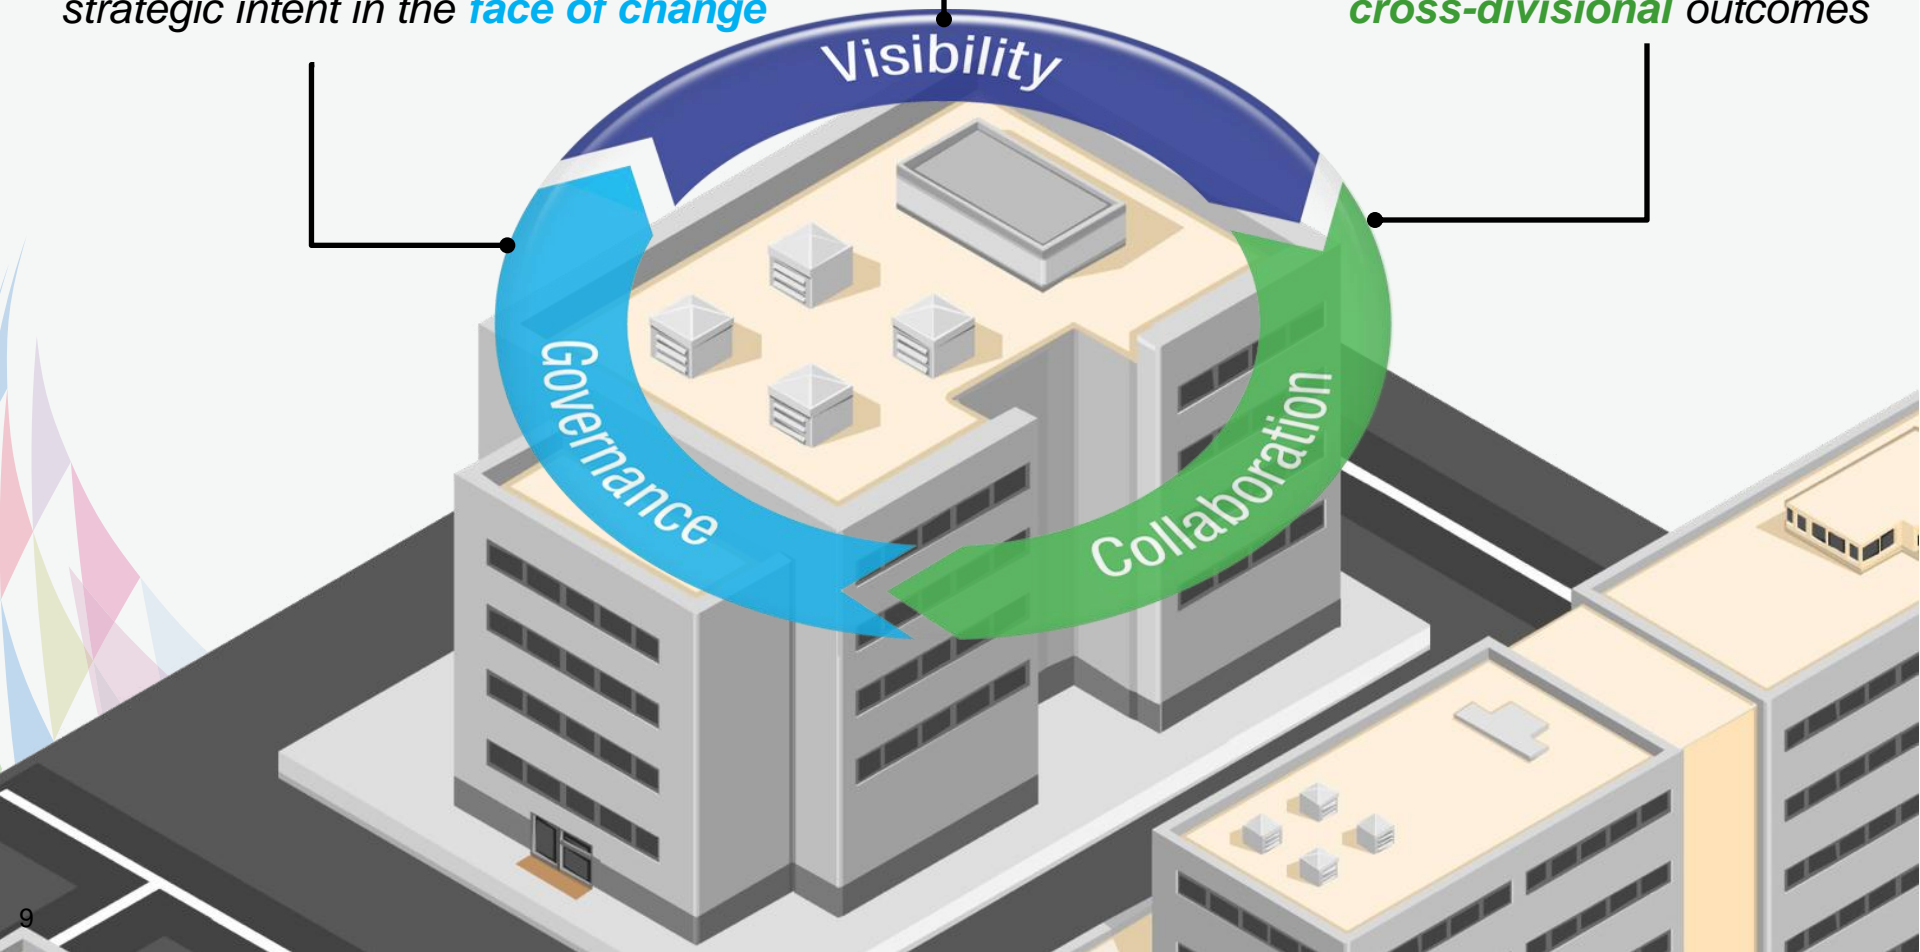 strategic intent in the face of change
cross-divisional outcomes
Visibility
Governance
Collaboration
9